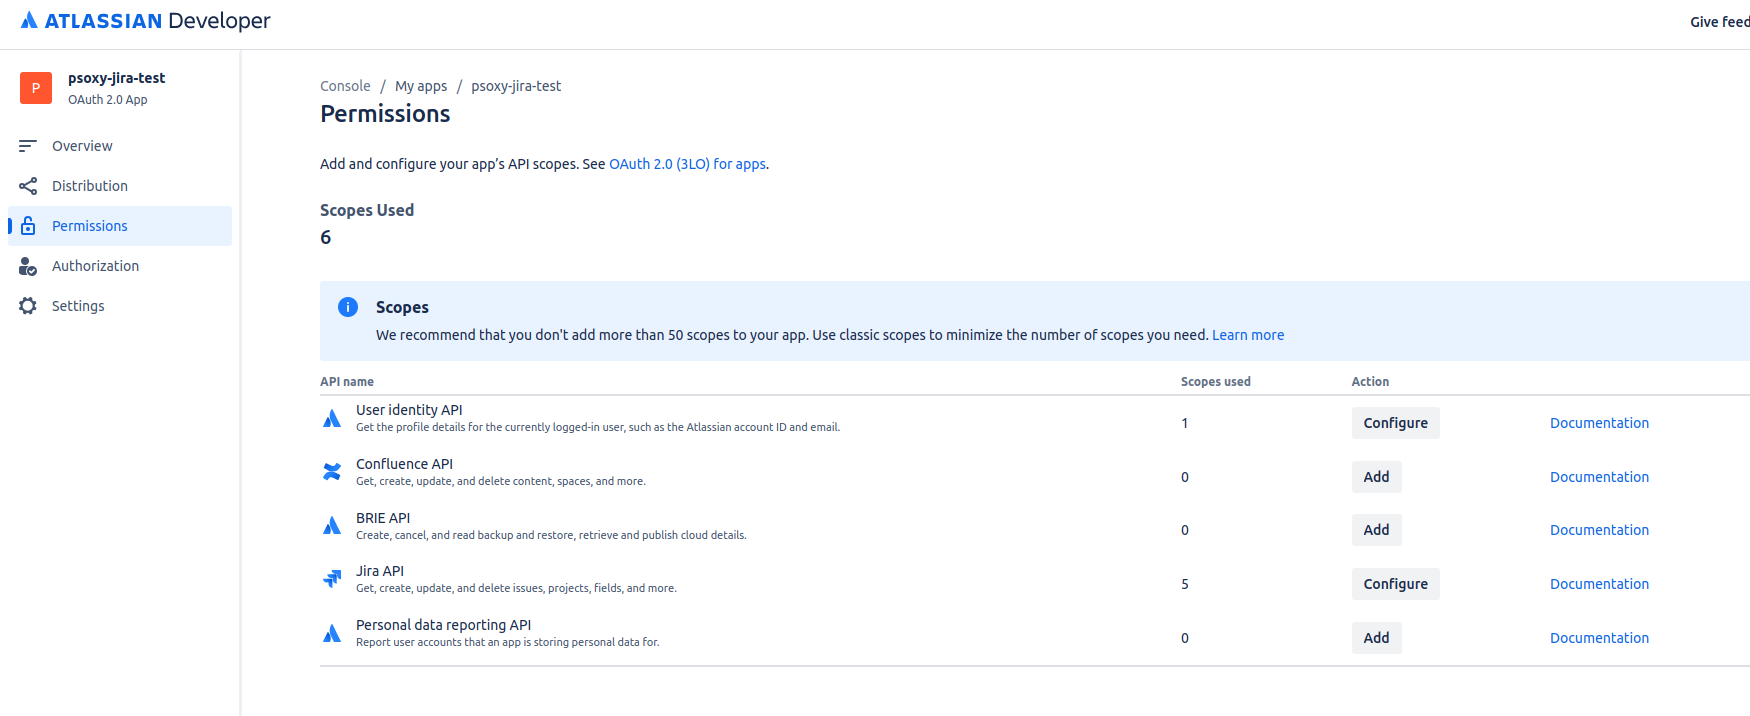 ATLASSIAN Developer
Give feed
P
psoxy-jira-test
OAuth 2.0 App
Overview
Distribution
Permissions
Authorization
Settings
Console / My apps / psoxy-jira-test
Permissions
Add and configure your app’s API scopes. See OAuth 2.0 (3LO) for apps.
Scopes Used
6
Scopes
We recommend that you don't add more than 50 scopes to your app. Use classic scopes to minimize the number of scopes you need. Learn more
API name Scopes used Action
User identity API
Get the profile details for the currently logged-in user, such as the Atlassian account ID and email.
1 Configure Documentation
Confluence API
Get, create, update, and delete content, spaces, and more.
0 Add Documentation
BRIE API
Create, cancel, and read backup and restore, retrieve and publish cloud details.
0 Add Documentation
Jira API
Get, create, update, and delete issues, projects, fields, and more.
5 Configure Documentation
Personal data reporting API
Report user accounts that an app is storing personal data for.
0 Add Documentation